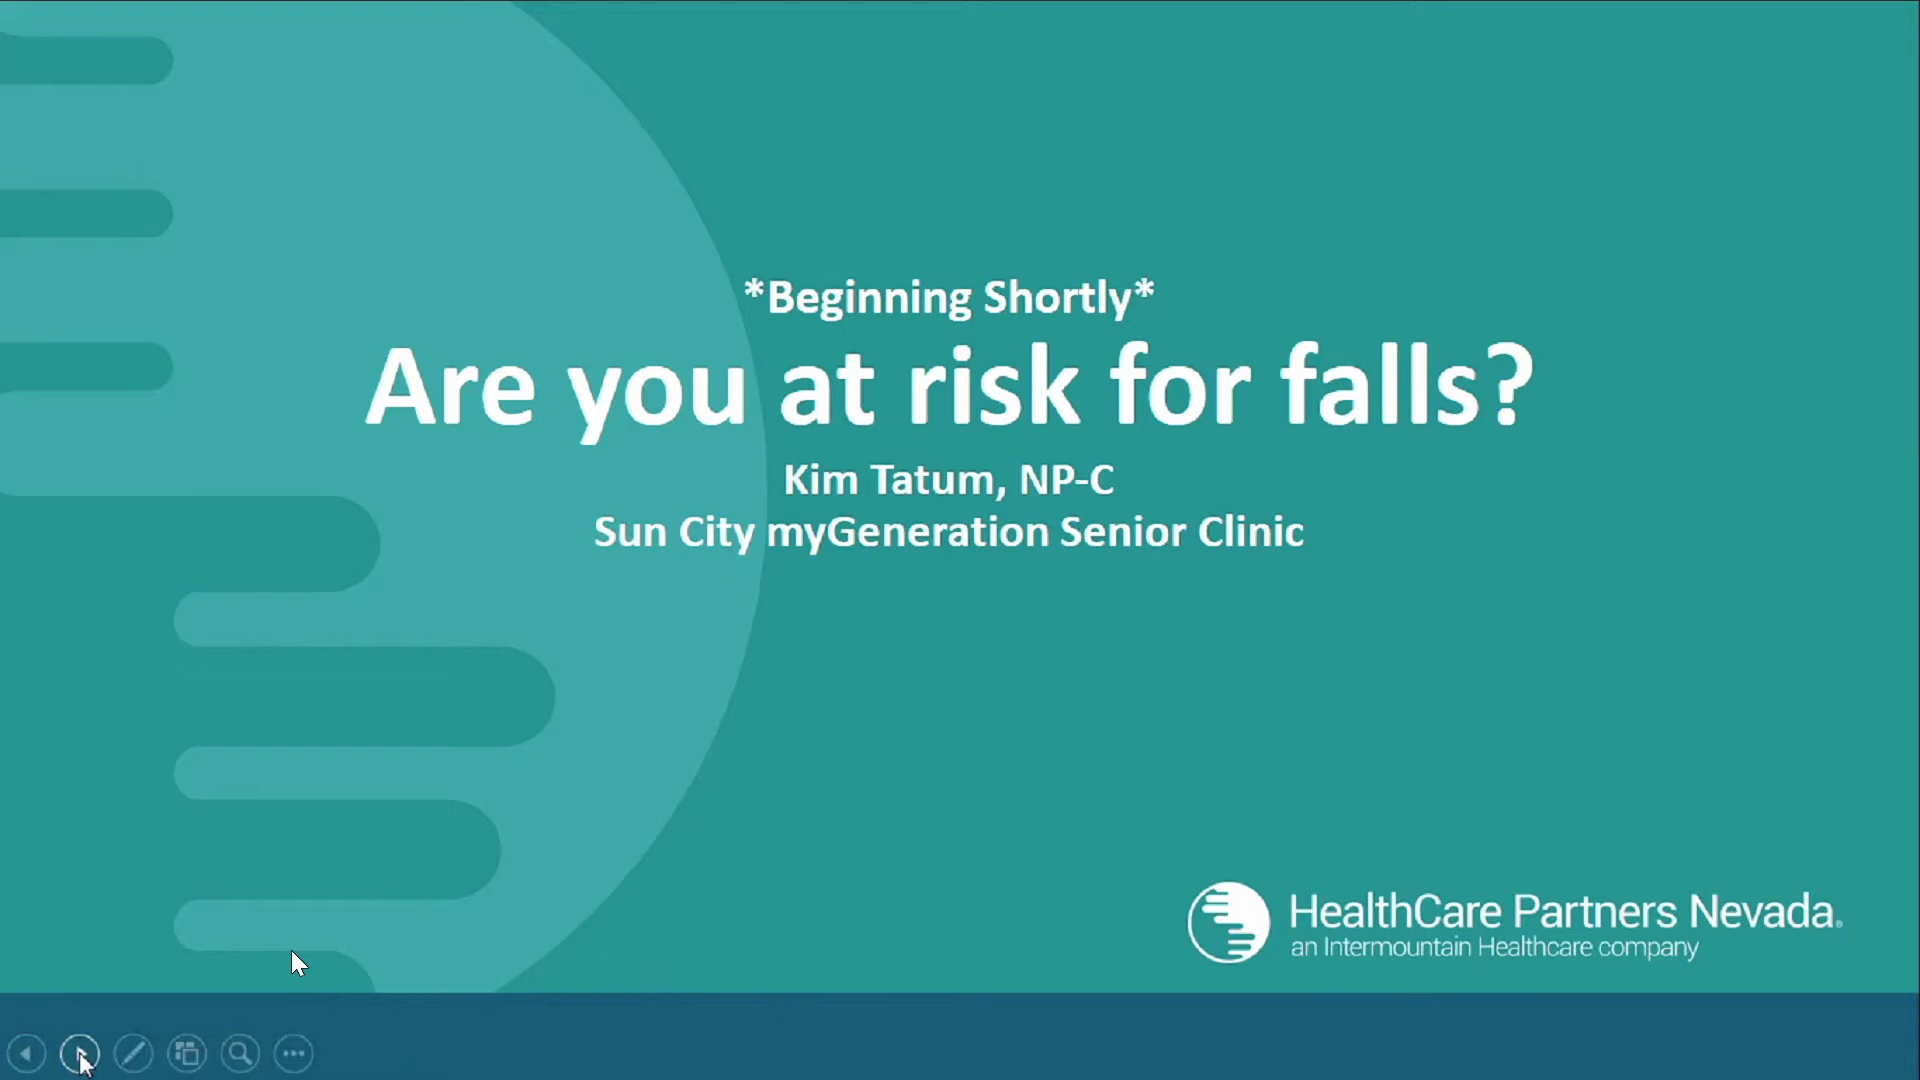 *Beginning Shortly*
Are you at risk for falls?
Kim Tatum, NP-C
Sun City myGeneration Senior Clinic
HealthCare Partners Nevada.
an Intermountain Healthcare company